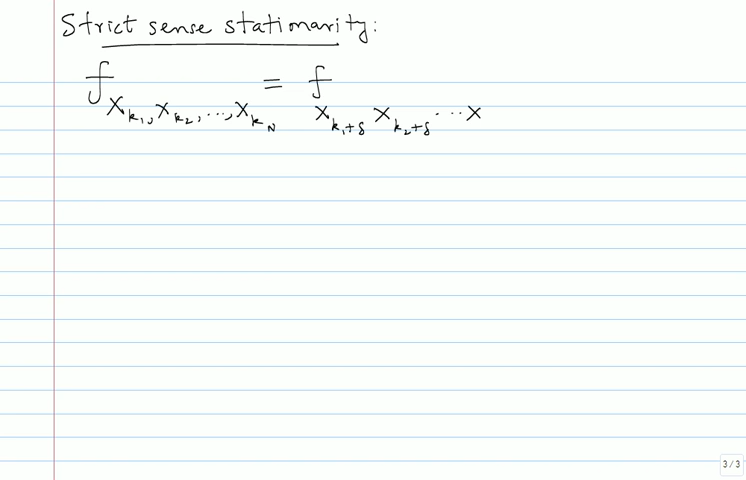 Strict sense stationarity:
f_{X_{k_1}, X_{k_2}, ..., X_{k_N}} = f_{X_{k_1+δ} X_{k_2+δ} ... X}
3/3